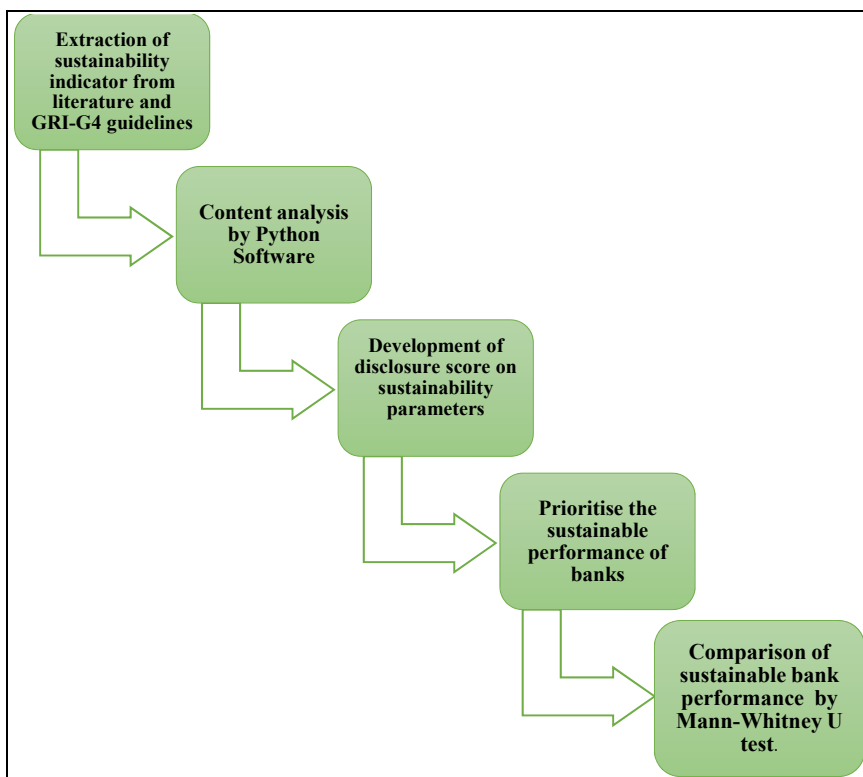 Extraction of
sustainability
indicator from
literature and
GRI-G4 guidelines
Content analysis
by Python
Software
Development of
disclosure score on
sustainability
parameters
Prioritise the
sustainable
performance of
banks
Comparison of
sustainable bank
performance by
Mann-Whitney U
test.